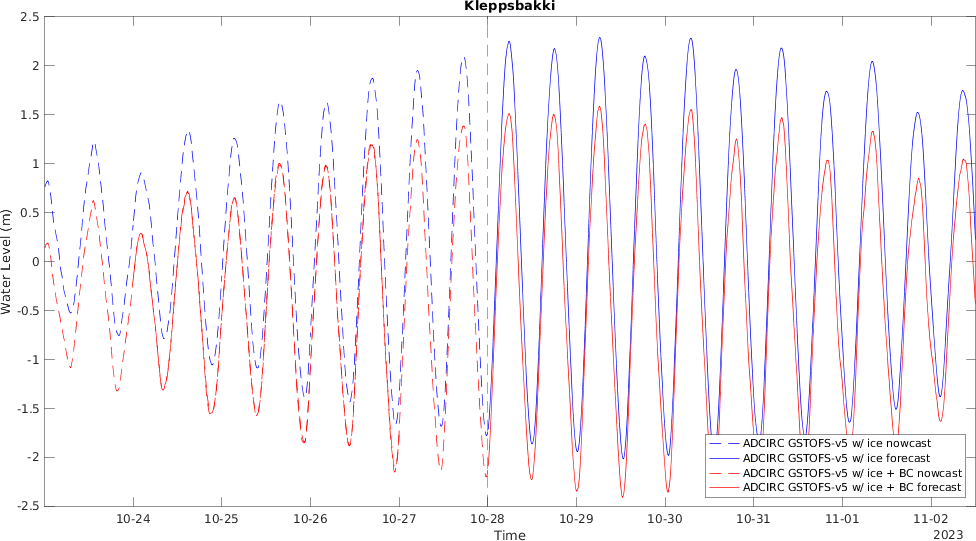 Kleppsbakki
2.5
2
1.5
1
0.5
0
-0.5
-1
-1.5
-2
-2.5
Water Level (m)
ADCIRC GSTOFS-v5 w/ ice nowcast
ADCIRC GSTOFS-v5 w/ ice forecast
ADCIRC GSTOFS-v5 w/ ice + BC nowcast
ADCIRC GSTOFS-v5 w/ ice + BC forecast
10-24 10-25 10-26 10-27 10-28 10-29 10-30 10-31 11-01 11-02
Time
2023